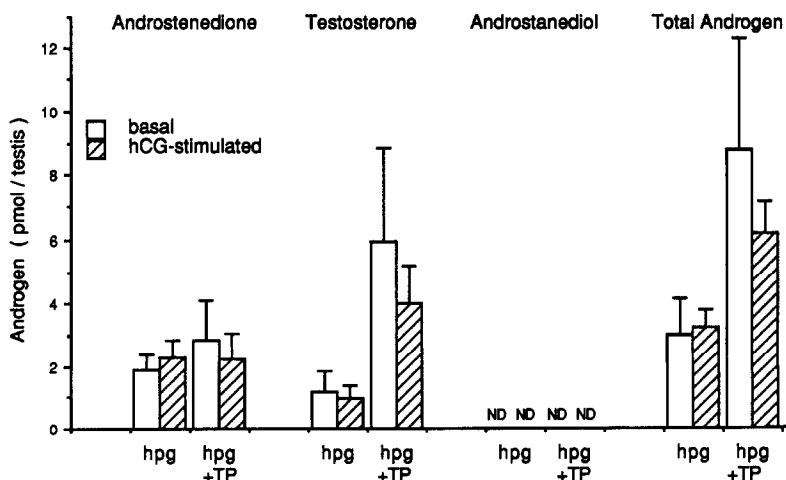 Androstenedione Testosterone Androstanediol Total Androgen
12
10
8
6
4
2
0
Androgen ( pmol / testis )
basal
hCG-stimulated
ND ND ND ND
hpg hpg hpg hpg hpg hpg hpg hpg
+TP +TP +TP +TP